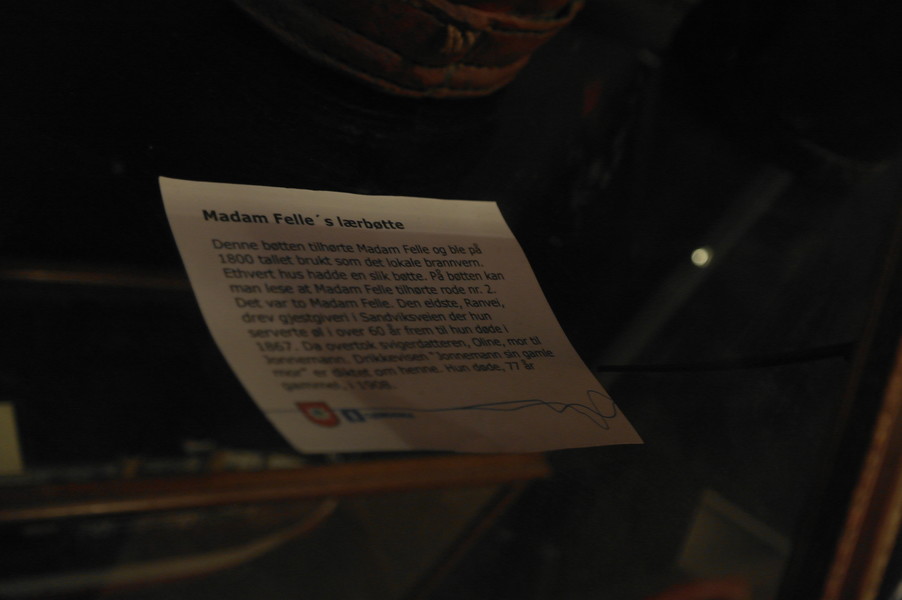 Madam Felle´s lærbøtte
Denne bøtten tilhørte Madam Felle og ble på
1800 tallet brukt som det lokale brannvern.
Ethvert hus hadde en slik bøtte. På bøtten kan
man lese at Madam Felle tilhørte rode nr. 2.
Det var to Madam Felle. Den eldste, Ranvei,
drev gjestgiveri i Sandviksveien der hun
serverte øl i over 60 år frem til hun døde i
1867. Da overtok svigerdatteren, Oline, mor til
Jonnemann. Drikkevisen "Jonnemann sin gamle
mor" er diktet om henne. Hun døde, 77 år
gammel, i 1908.